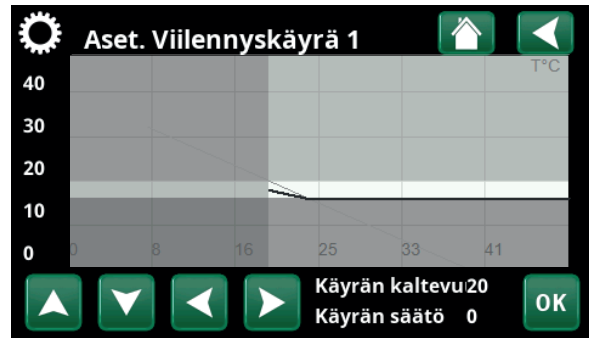 Aset. Viilennyskäyrä 1
T°C
40
30
20
10
0
0 8 16 25 33 41
Käyrän kaltevu 20
Käyrän säätö 0
OK